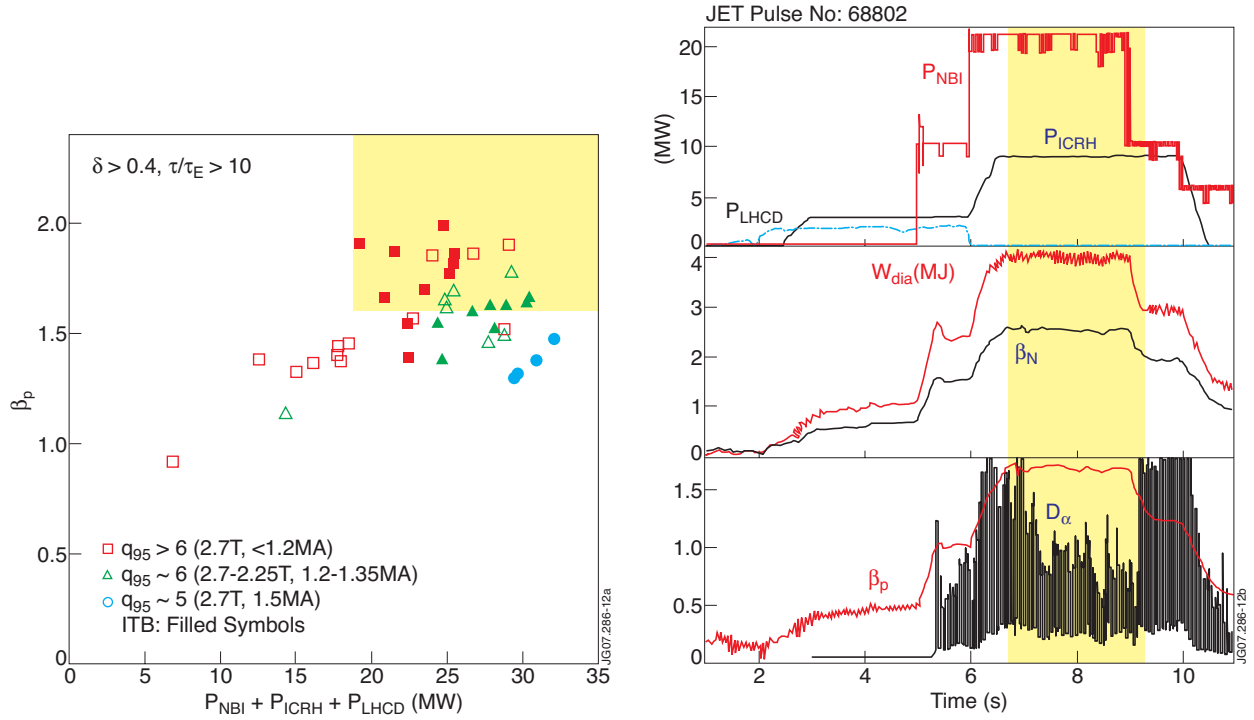 δ > 0.4, τ/τE > 10
2.0
1.5
1.0
0.5
0
βp
q95 > 6 (2.7T, <1.2MA)
q95 ~ 6 (2.7-2.25T, 1.2-1.35MA)
q95 ~ 5 (2.7T, 1.5MA)
ITB: Filled Symbols
0 5 10 15 20 25 30 35
PNBI + PICRH + PLHCD (MW)
JG07.286-12a
JET Pulse No: 68802
20
15
10
5
0
(MW)
PNBI
PICRH
PLHCD
4
3
2
1
0
Wdia(MJ)
βN
1.5
1.0
0.5
0
Dα
βp
2 4 6 8 10
Time (s)
JG07.286-12b